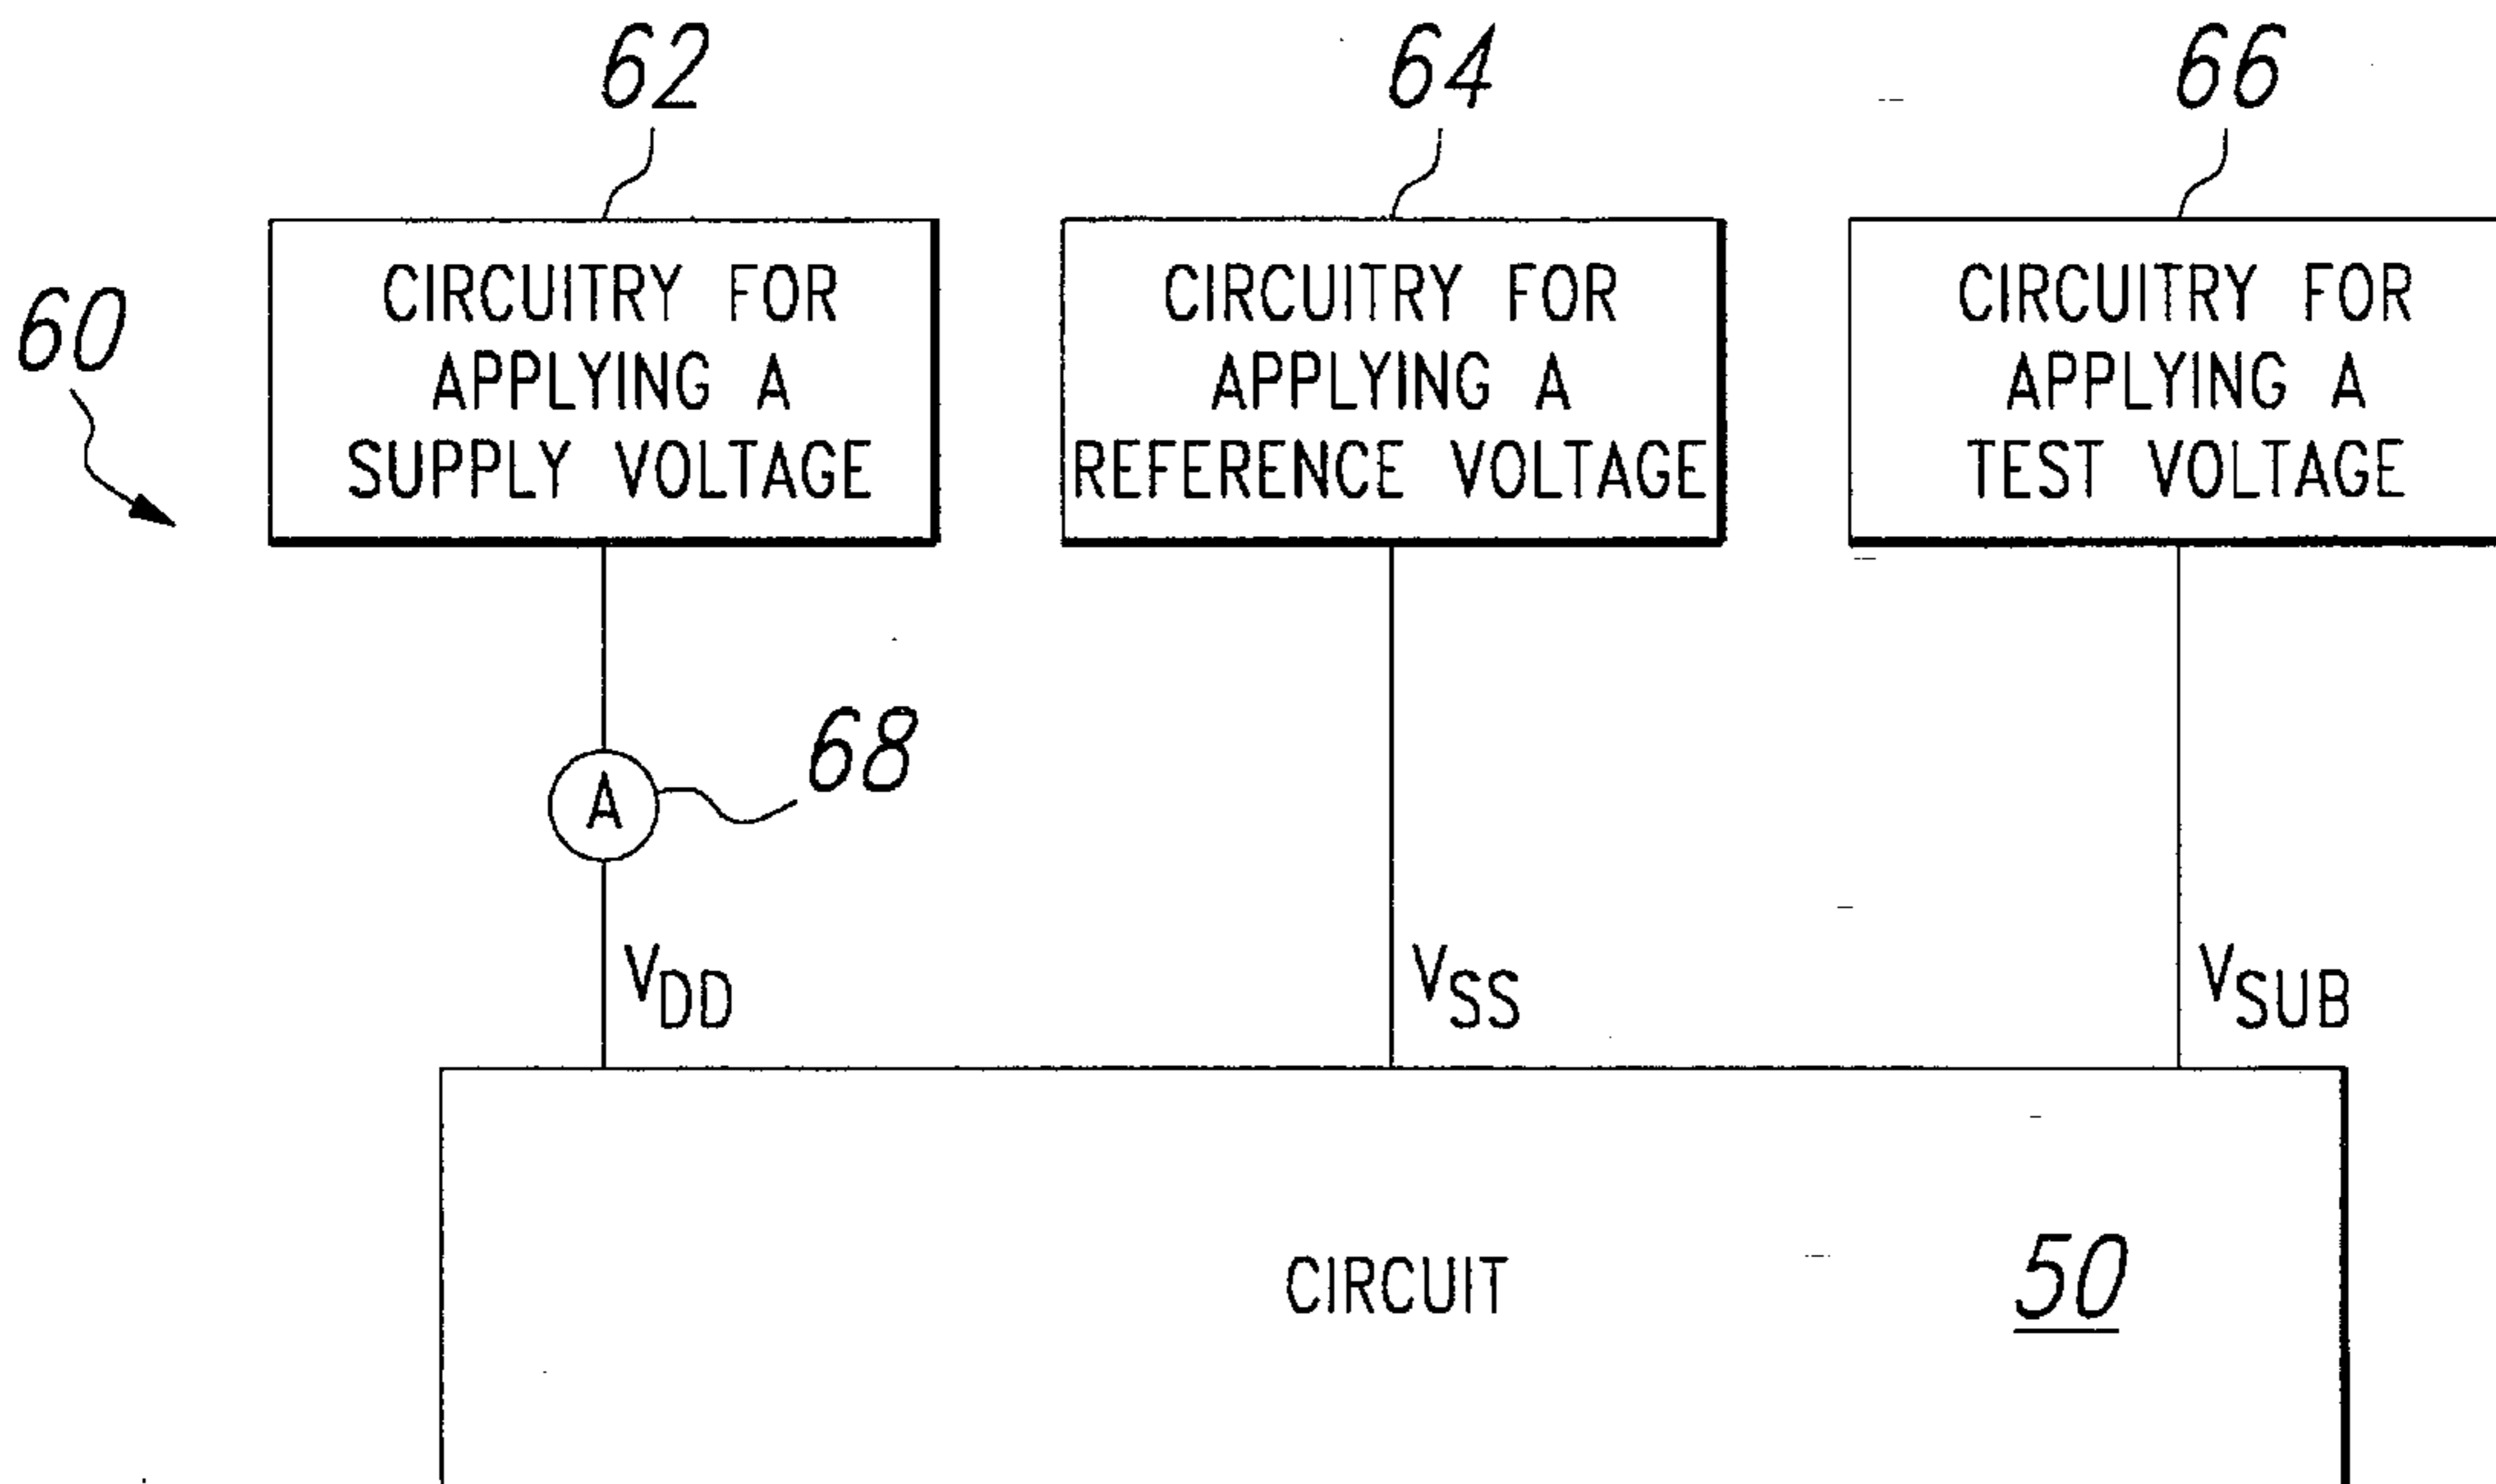 62
64
66
60
CIRCUITRY FOR
APPLYING A
SUPPLY VOLTAGE
CIRCUITRY FOR
APPLYING A
REFERENCE VOLTAGE
CIRCUITRY FOR
APPLYING A
TEST VOLTAGE
A
68
VDD
VSS
VSUB
CIRCUIT
50